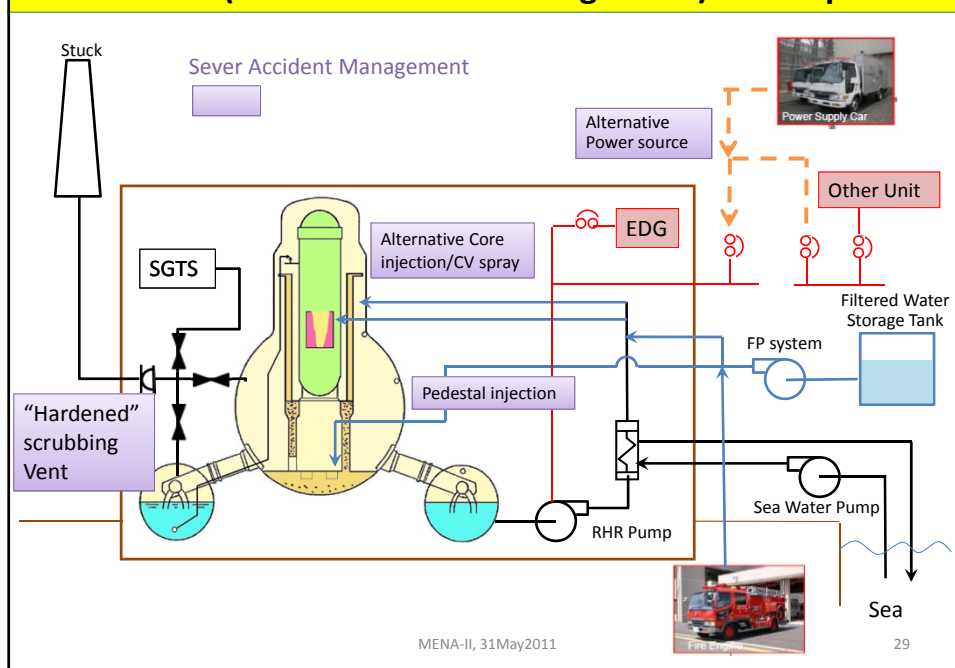 Stuck
Sever Accident Management
Power Supply Car
Alternative
Power source
Other Unit
EDG
Alternative Core
injection/CV spray
SGTS
Filtered Water
Storage Tank
FP system
Pedestal injection
“Hardened”
scrubbing
Vent
Sea Water Pump
RHR Pump
Sea
Fire Engine
MENA-II, 31May2011
29